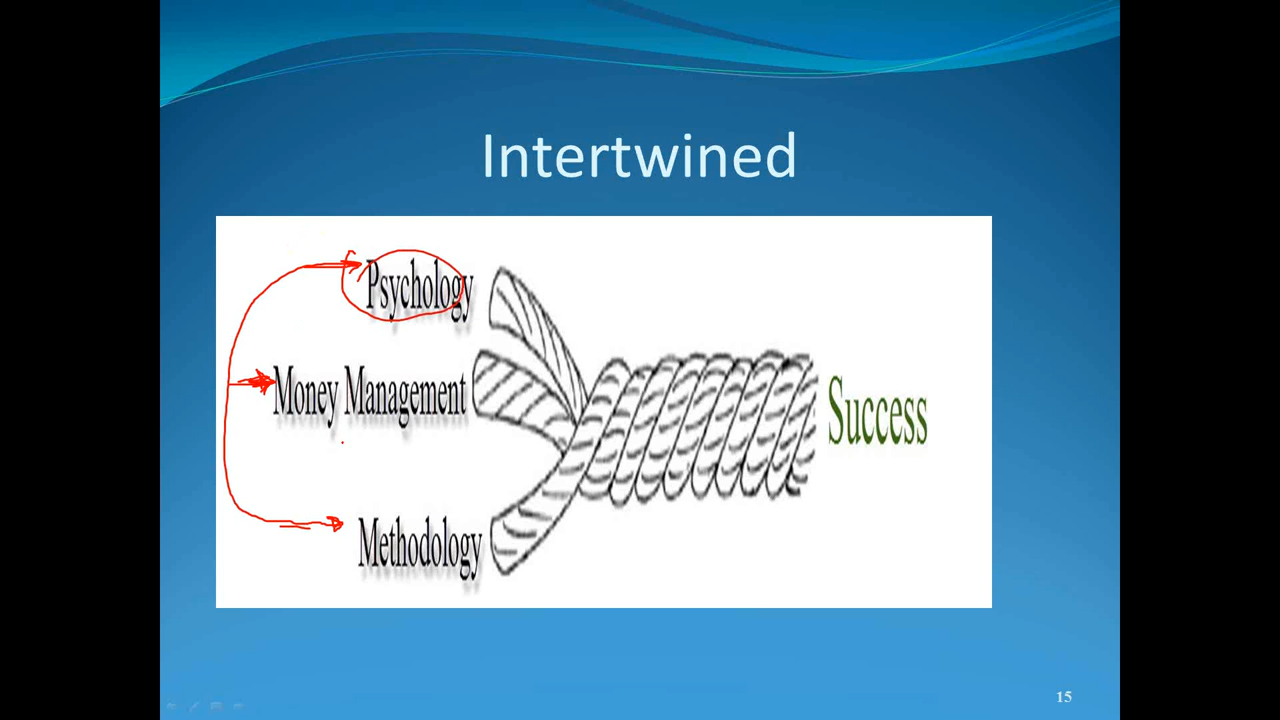 Intertwined
Psychology
Money Management
Success
Methodology
15